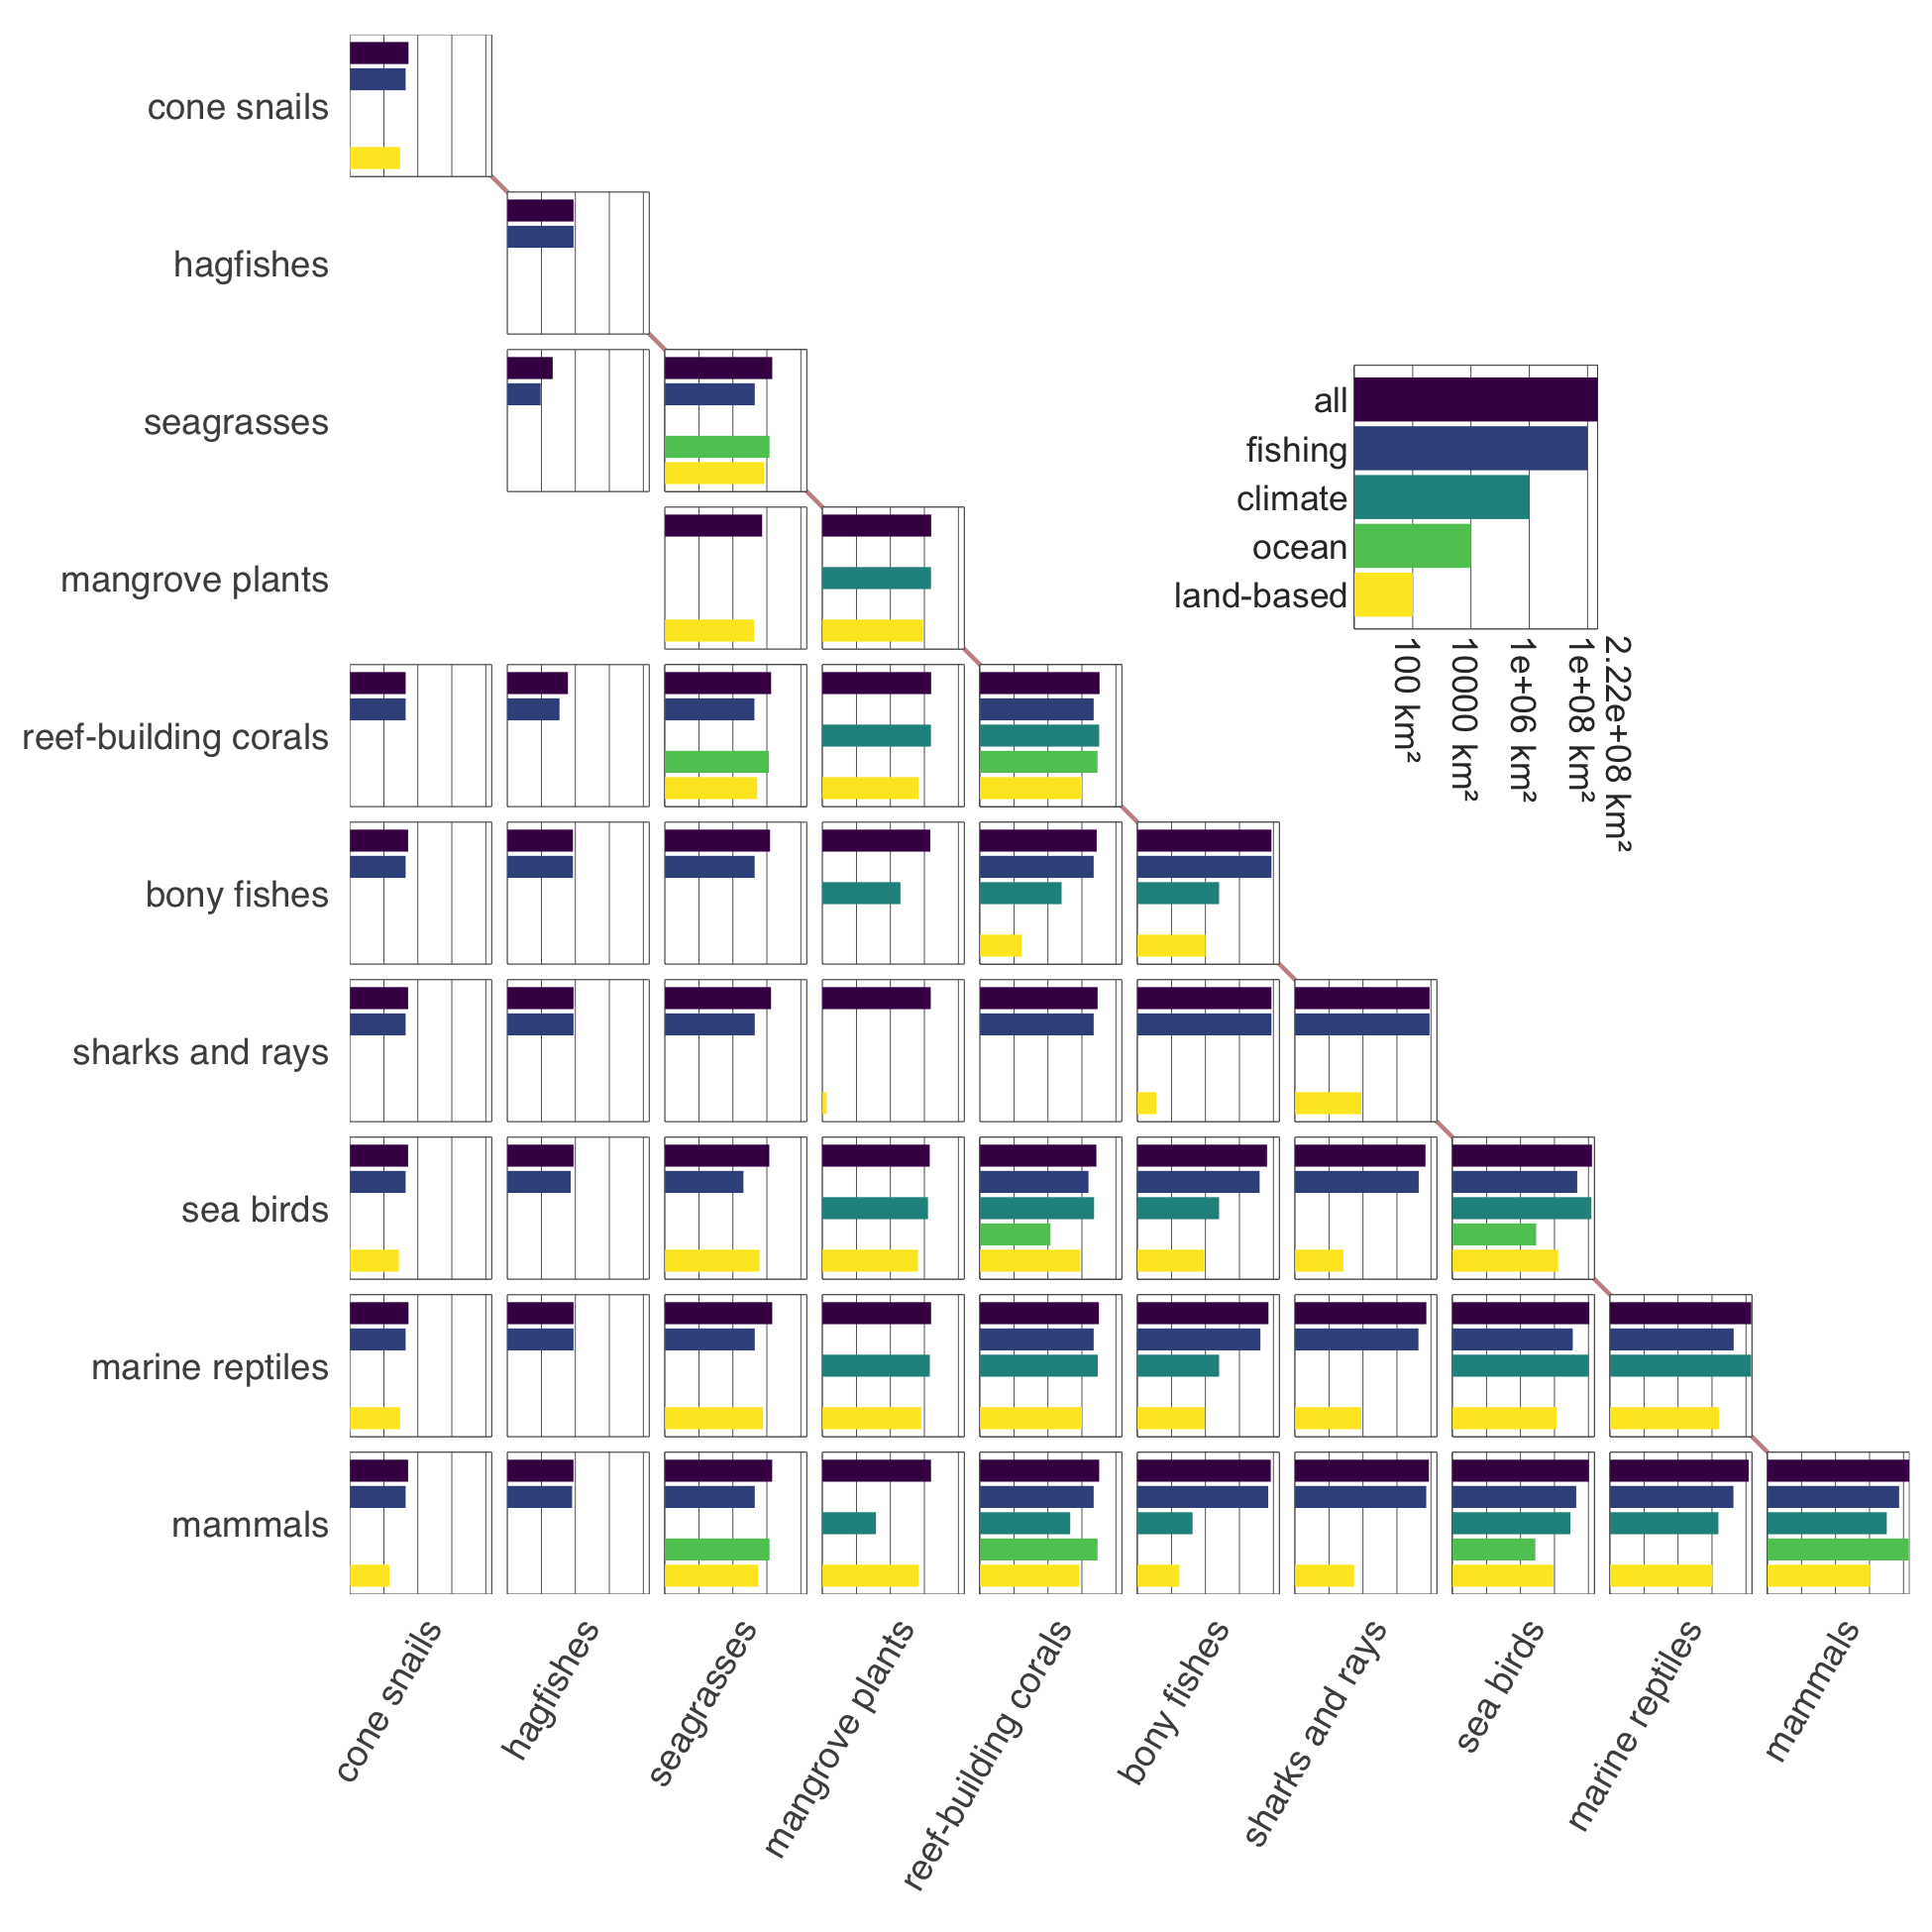 cone snails
hagfishes
seagrasses
mangrove plants
reef-building corals
bony fishes
sharks and rays
sea birds
marine reptiles
mammals
all
fishing
climate
ocean
land-based
100 km²
10000 km²
1e+06 km²
1e+08 km²
2.22e+08 km²
cone snails
hagfishes
seagrasses
mangrove plants
reef-building corals
bony fishes
sharks and rays
sea birds
marine reptiles
mammals